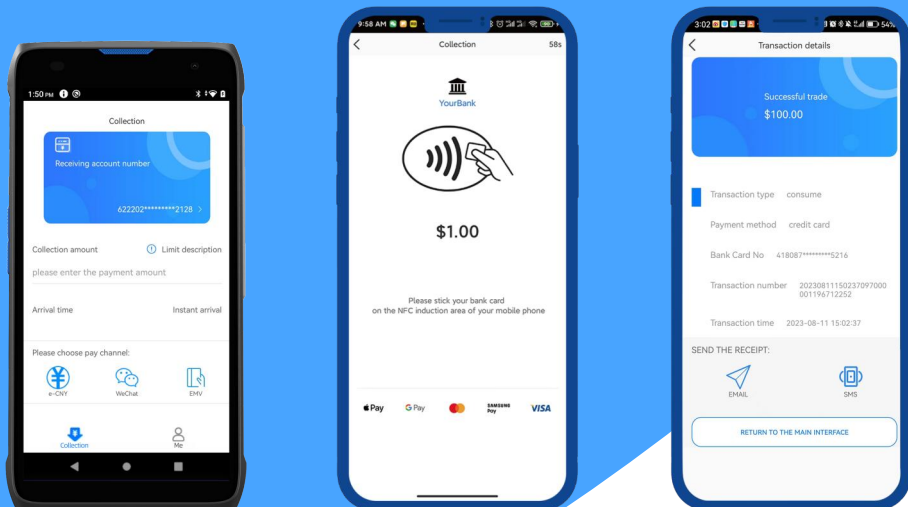 1:50 PM
Collection
Receiving account number
622202*********2128 >
Collection amount
Limit description
please enter the payment amount
Arrival time
Instant arrival
Please choose pay channel:
e-CNY
WeChat
EMV
Collection
Me
9:58 AM
Collection
58s
YourBank
$1.00
Please stick your bank card
on the NFC induction area of your mobile phone
Pay
G Pay
SAMSUNG
Pay
VISA
3:02
54%
Transaction details
Successful trade
$100.00
Transaction type
consume
Payment method
credit card
Bank Card No
418087*********5216
Transaction number
20230811150237097000
001196712252
Transaction time
2023-08-11 15:02:37
SEND THE RECEIPT:
EMAIL
SMS
RETURN TO THE MAIN INTERFACE